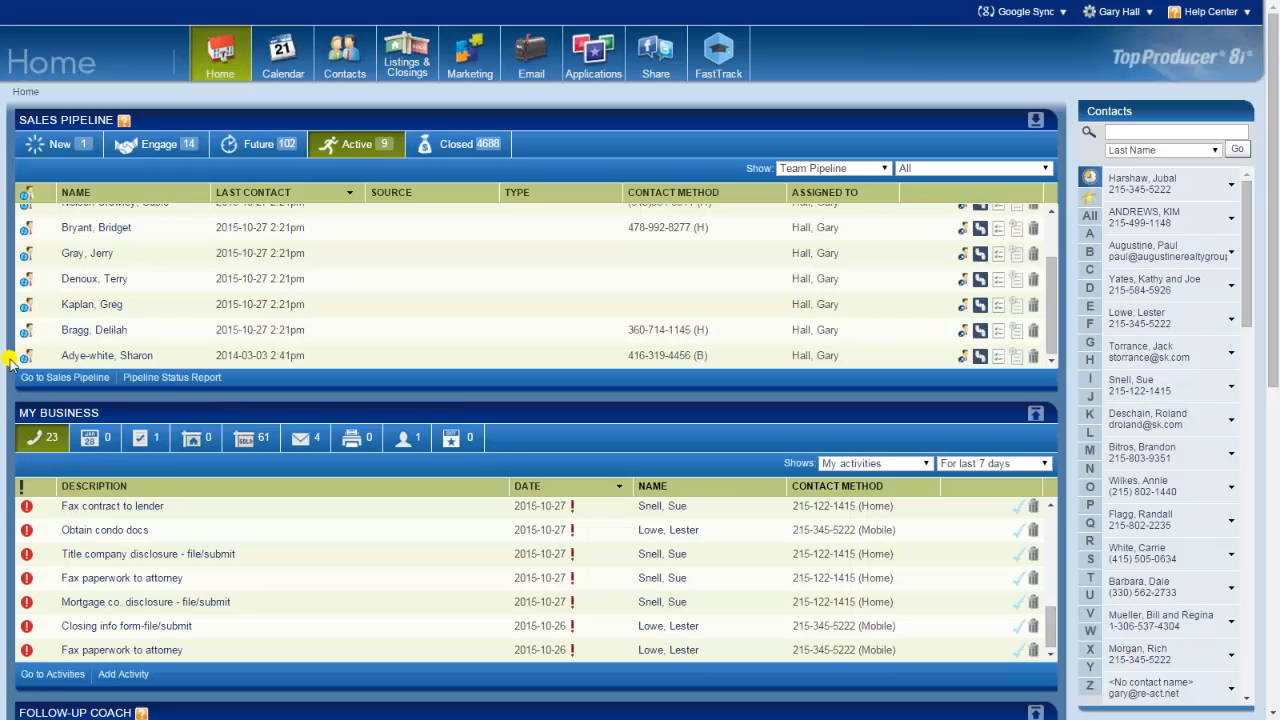 Google Sync Gary Hall Help Center
Home
Home Calendar Contacts Listings & Closings Marketing Email Applications Share FastTrack
Top Producer® 8i®
Home
SALES PIPELINE
New 1 Engage 14 Future 102 Active 9 Closed 4688
Show: Team Pipeline All
NAME LAST CONTACT SOURCE TYPE CONTACT METHOD ASSIGNED TO
Bryant, Bridget 2015-10-27 2:21pm 478-992-8277 (H) Hall, Gary
Gray, Jerry 2015-10-27 2:21pm Hall, Gary
Denoux, Terry 2015-10-27 2:21pm Hall, Gary
Kaplan, Greg 2015-10-27 2:21pm Hall, Gary
Bragg, Delilah 2015-10-27 2:21pm 360-714-1145 (H) Hall, Gary
Adye-white, Sharon 2014-03-03 2:41pm 416-319-4456 (B) Hall, Gary
Go to Sales Pipeline Pipeline Status Report
MY BUSINESS
23 0 1 0 61 4 0 1 0
Shows: My activities For last 7 days
DESCRIPTION DATE NAME CONTACT METHOD
Fax contract to lender 2015-10-27 Snell, Sue 215-122-1415 (Home)
Obtain condo docs 2015-10-27 Lowe, Lester 215-345-5222 (Mobile)
Title company disclosure - file/submit 2015-10-27 Snell, Sue 215-122-1415 (Home)
Fax paperwork to attorney 2015-10-27 Snell, Sue 215-122-1415 (Home)
Mortgage co. disclosure - file/submit 2015-10-27 Snell, Sue 215-122-1415 (Home)
Closing info form-file/submit 2015-10-26 Lowe, Lester 215-345-5222 (Mobile)
Fax paperwork to attorney 2015-10-26 Lowe, Lester 215-345-5222 (Mobile)
Go to Activities Add Activity
FOLLOW-UP COACH
Contacts
Last Name Go
All
A
B
C
D
E
F
G
H
I
J
K
L
M
N
O
P
Q
R
S
T
U
V
W
X
Y
Z
Harshaw, Jubal
215-345-5222
ANDREWS, KIM
215-499-1148
Augustine, Paul
paul@augustinerealtygroup
Yates, Kathy and Joe
215-584-5926
Lowe, Lester
215-345-5222
Torrance, Jack
storrance@sk.com
Snell, Sue
215-122-1415
Deschain, Roland
droland@sk.com
Bitros, Brandon
215-803-9351
Wilkes, Annie
(215) 802-1440
Flagg, Randall
215-802-2235
White, Carrie
(415) 505-0634
Barbara, Dale
(330) 562-2733
Mueller, Bill and Regina
1-306-537-4304
Morgan, Rich
215-345-5222
<No contact name>
gary@re-act.net